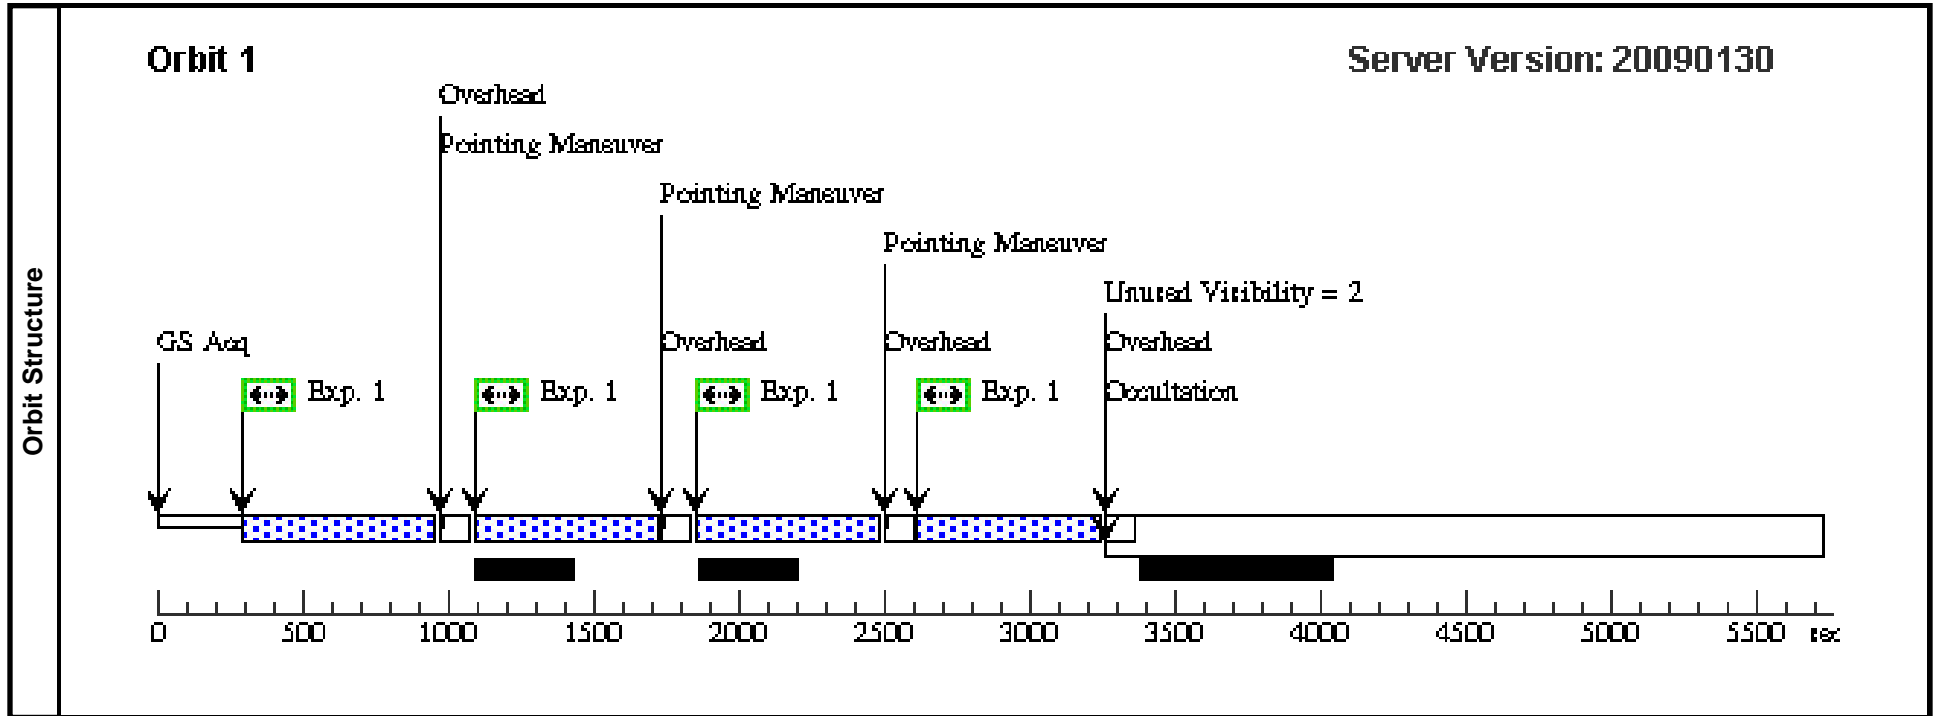 Orbit Structure
Orbit 1
Server Version: 20090130
Overhead
Pointing Maneuver
Pointing Maneuver
Pointing Maneuver
Unused Visibility = 2
GS Acq
Overhead
Overhead
Overhead
Exp. 1
Exp. 1
Exp. 1
Exp. 1
Occultation
0 500 1000 1500 2000 2500 3000 3500 4000 4500 5000 5500 sec